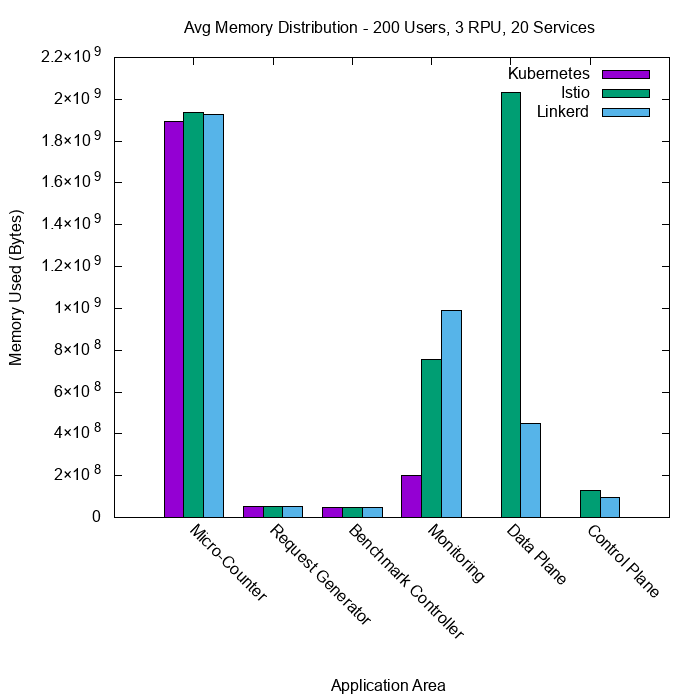 Avg Memory Distribution - 200 Users, 3 RPU, 20 Services
2.2×10⁹
2×10⁹
1.8×10⁹
1.6×10⁹
1.4×10⁹
1.2×10⁹
1×10⁹
8×10⁸
6×10⁸
4×10⁸
2×10⁸
0
Memory Used (Bytes)
Kubernetes
Istio
Linkerd
Micro-Counter
Request Generator
Benchmark Controller
Monitoring
Data Plane
Control Plane
Application Area